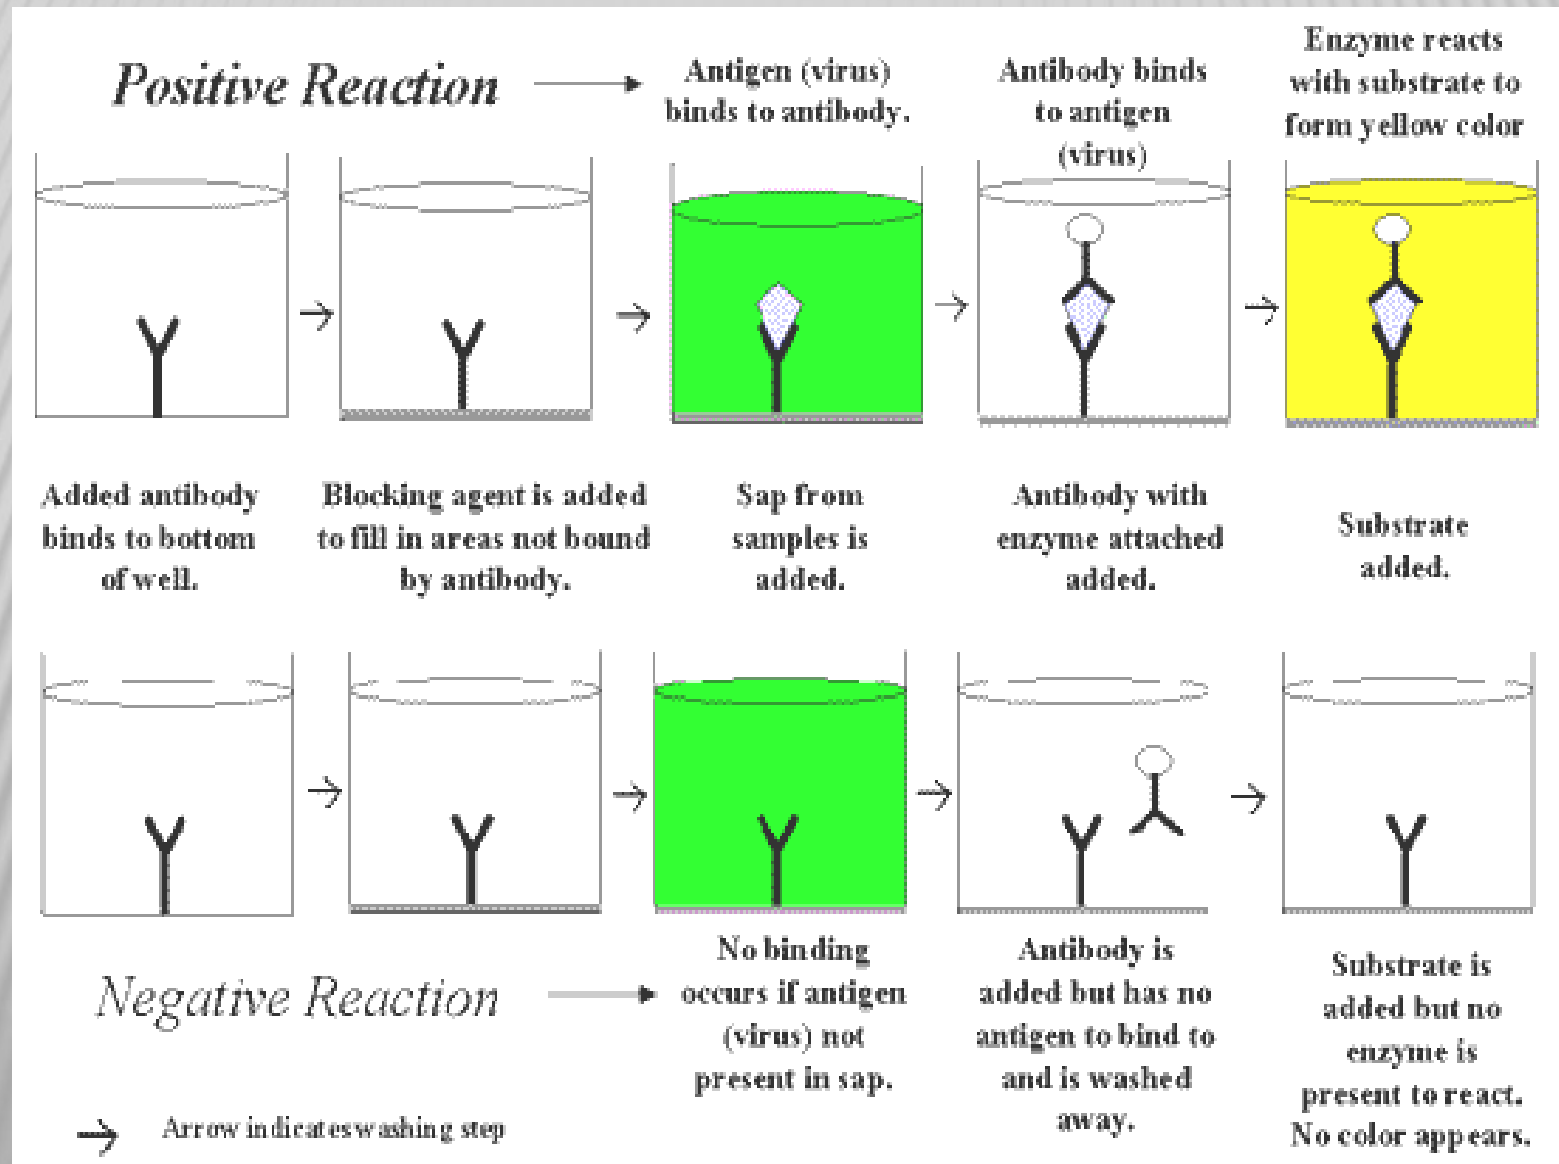 Positive Reaction
Antigen (virus)
binds to antibody.
Antibody binds
to antigen
(virus)
Enzyme reacts
with substrate to
form yellow color
Added antibody
binds to bottom
of well.
Blocking agent is added
to fill in areas not bound
by antibody.
Sap from
samples is
added.
Antibody with
enzyme attached
added.
Substrate
added.
Negative Reaction
No binding
occurs if antigen
(virus) not
present in sap.
Antibody is
added but has no
antigen to bind to
and is washed
away.
Substrate is
added but no
enzyme is
present to react.
No color appears.
Arrow indicates washing step